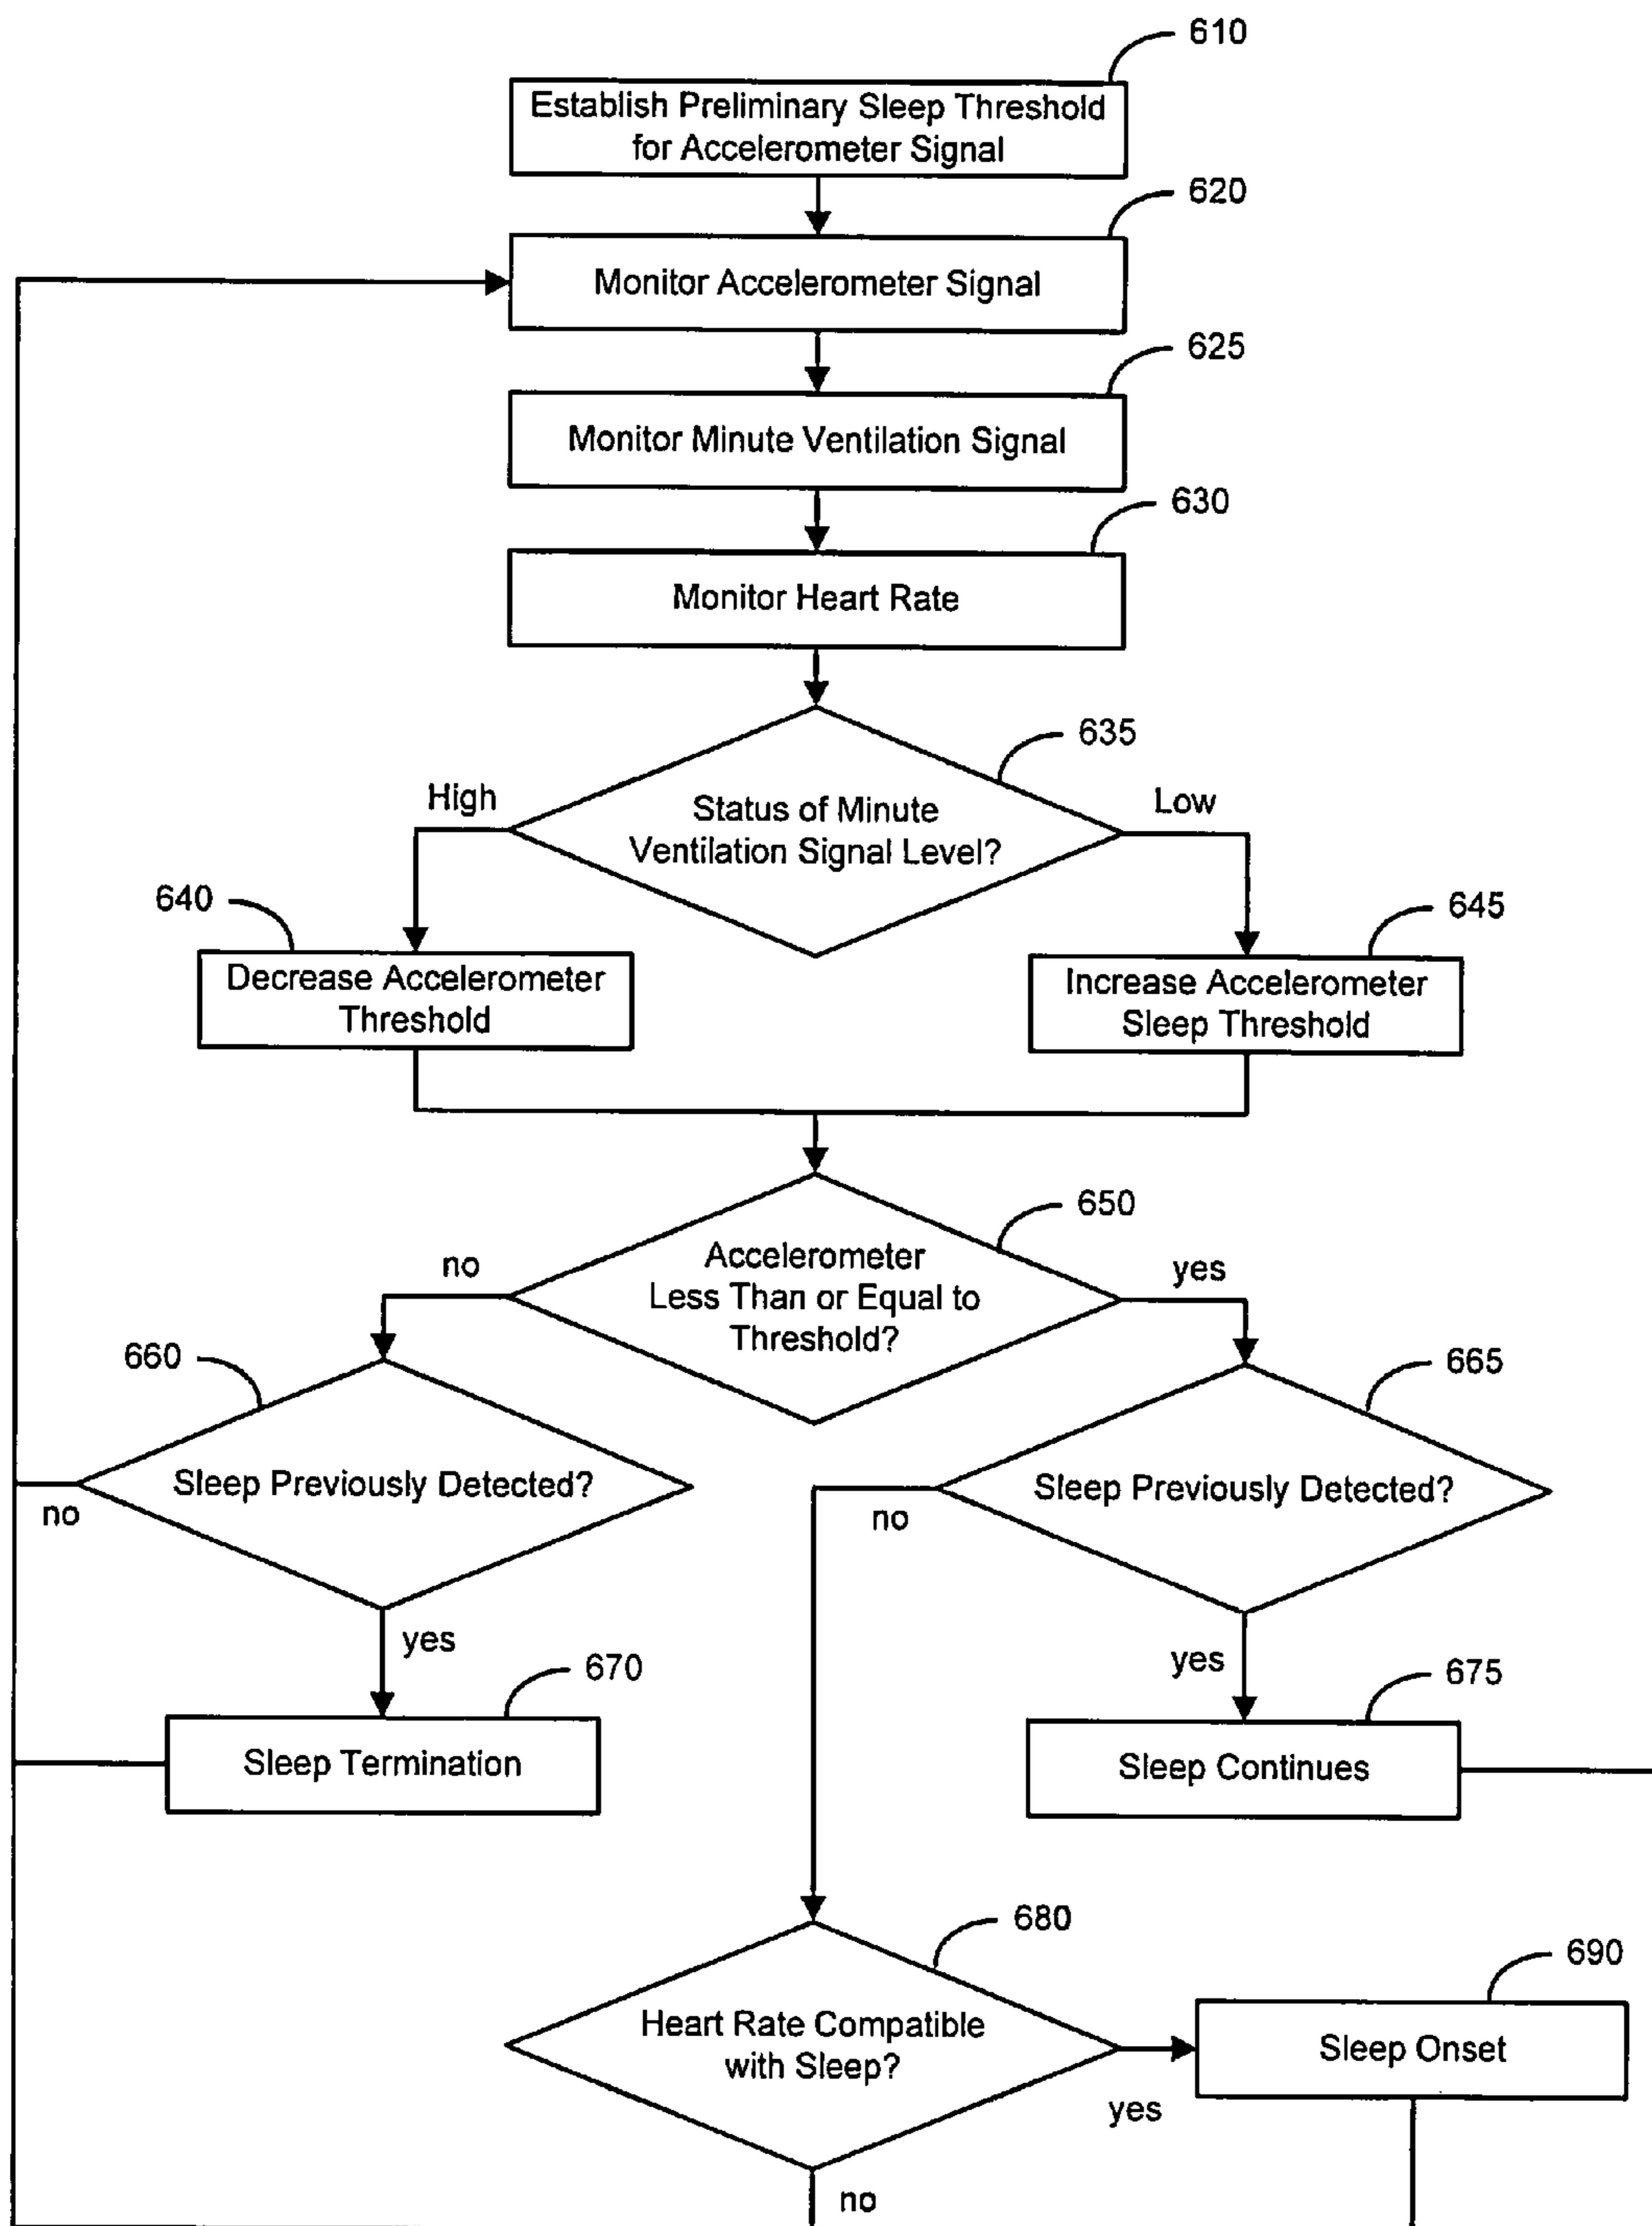 610
Establish Preliminary Sleep Threshold
for Accelerometer Signal
620
Monitor Accelerometer Signal
625
Monitor Minute Ventilation Signal
630
Monitor Heart Rate
635
High
Low
Status of Minute
Ventilation Signal Level?
640
645
Decrease Accelerometer
Threshold
Increase Accelerometer
Sleep Threshold
650
no
yes
Accelerometer
Less Than or Equal to
Threshold?
660
665
Sleep Previously Detected?
no
Sleep Previously Detected?
no
yes
670
yes
675
Sleep Termination
Sleep Continues
680
690
Heart Rate Compatible
with Sleep?
yes
Sleep Onset
no